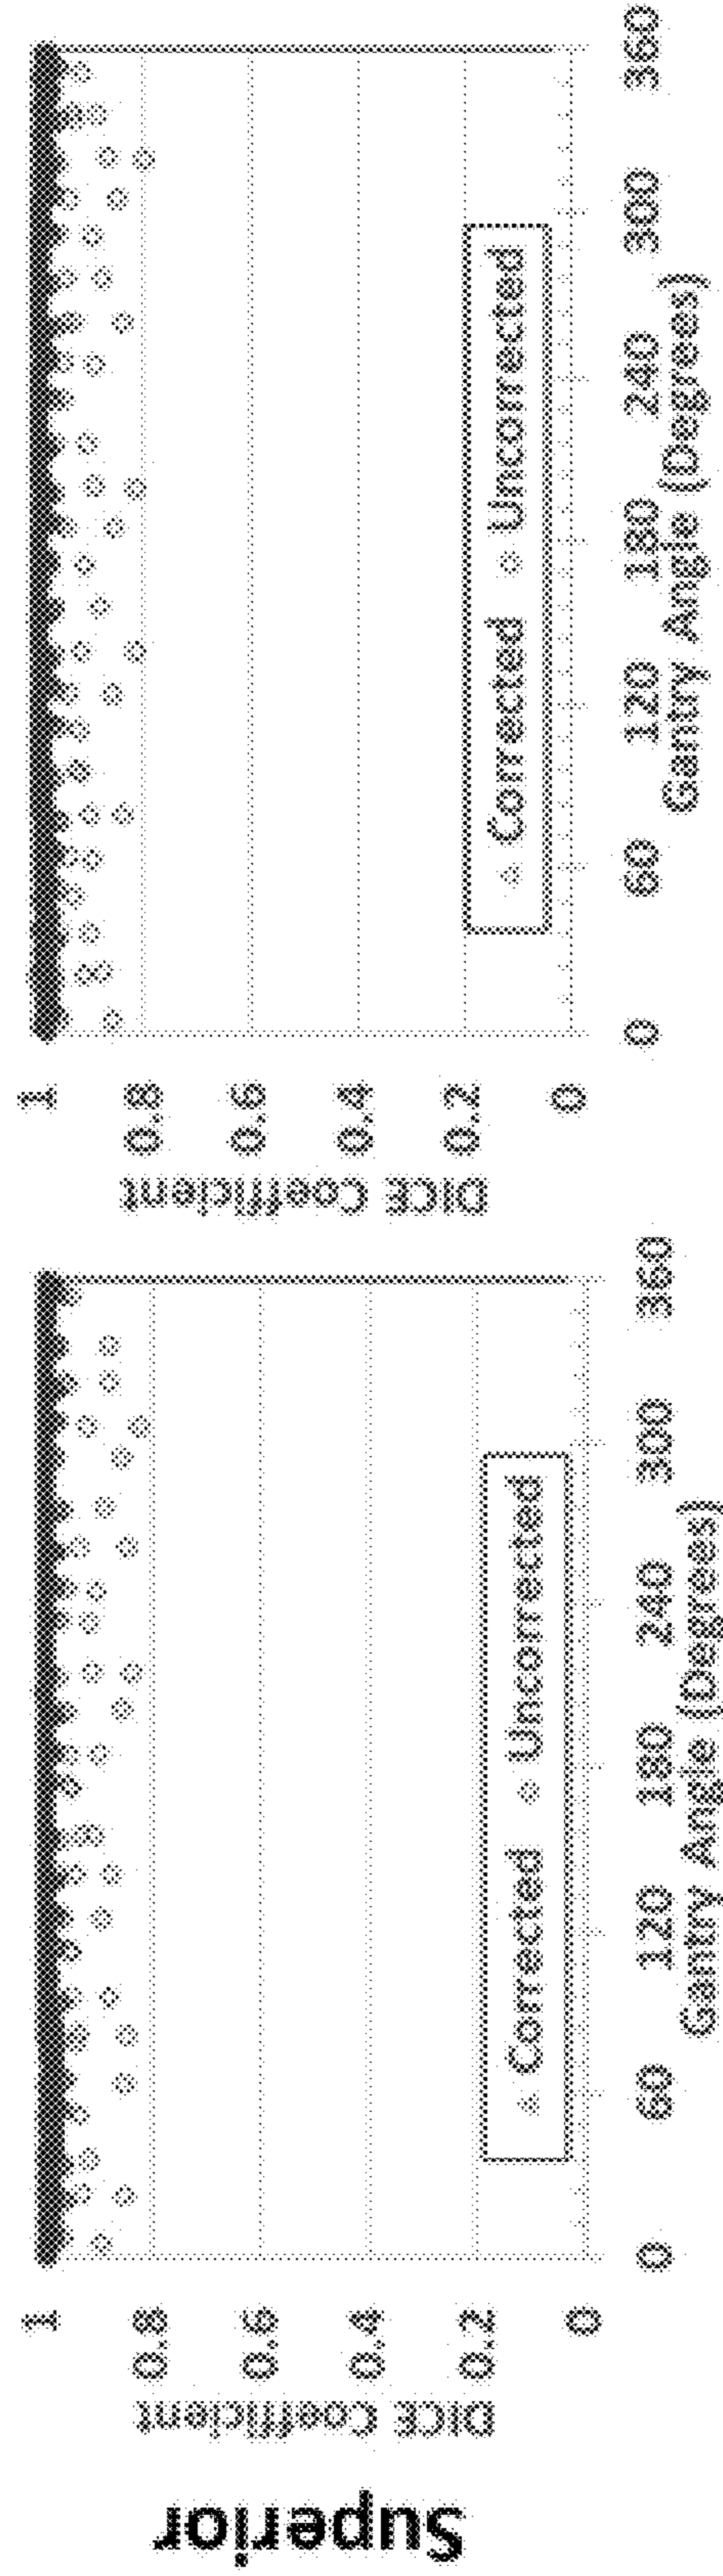 Superior
DICE Coefficient
1
0.8
0.6
0.4
0.2
0
Corrected Uncorrected
0 60 120 180 240 300 360
Gantry Angle (Degrees)
DICE Coefficient
1
0.8
0.6
0.4
0.2
0
Corrected Uncorrected
0 60 120 180 240 300 360
Gantry Angle (Degrees)